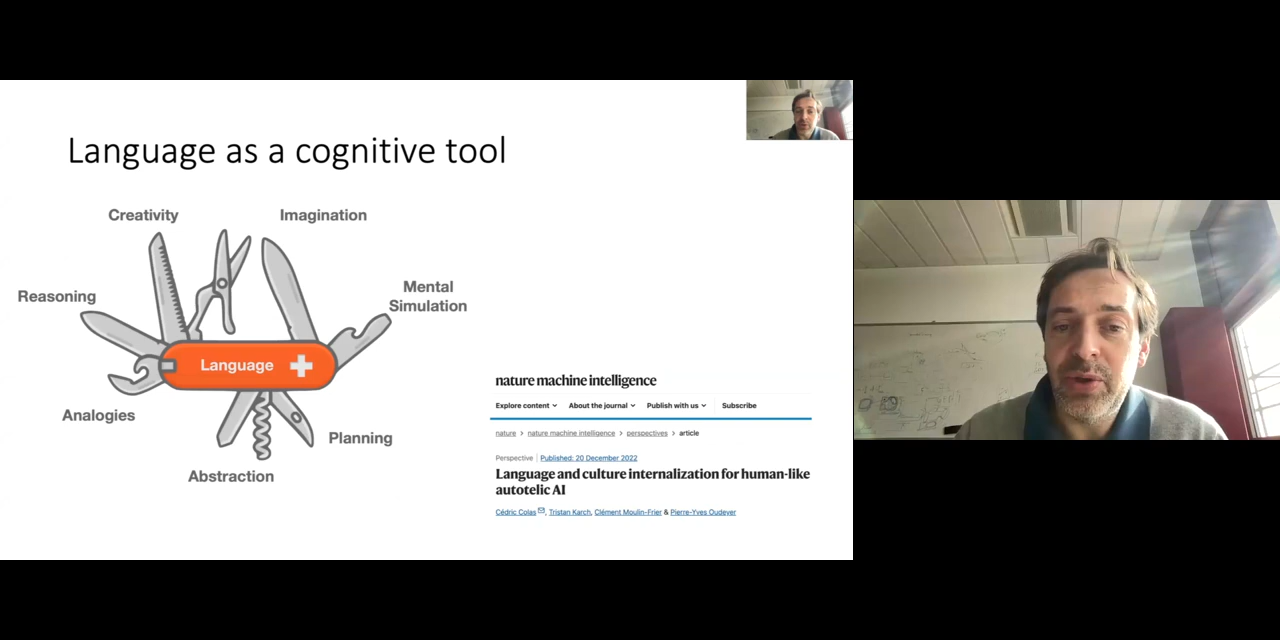 Language as a cognitive tool
Creativity
Imagination
Reasoning
Mental
Simulation
Language
Analogies
Planning
Abstraction
nature machine intelligence
Explore content About the journal Publish with us Subscribe
nature > nature machine intelligence > perspectives > article
Perspective | Published: 20 December 2022
Language and culture internalization for human-like
autotelic AI
Cédric Colas, Tristan Karch, Clément Moulin-Frier & Pierre-Yves Oudeyer